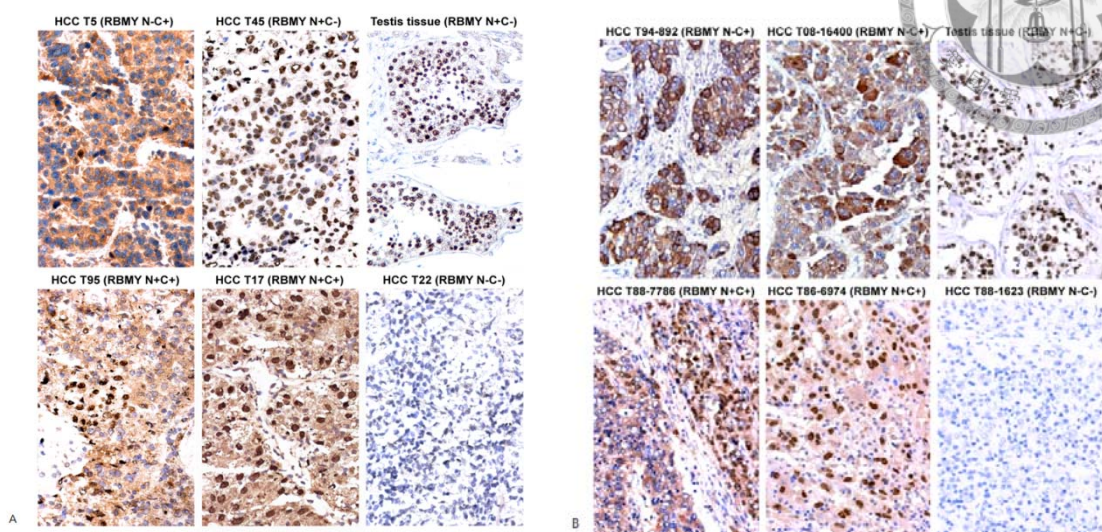 HCC T5 (RBMY N-C+)
HCC T45 (RBMY N+C-)
Testis tissue (RBMY N+C-)
HCC T95 (RBMY N+C+)
HCC T17 (RBMY N+C+)
HCC T22 (RBMY N-C-)
A
HCC T94-892 (RBMY N-C+)
HCC T08-16400 (RBMY N-C+)
Testis tissue (RBMY N+C-)
HCC T88-7786 (RBMY N+C+)
HCC T86-6974 (RBMY N+C+)
HCC T88-1623 (RBMY N-C-)
B